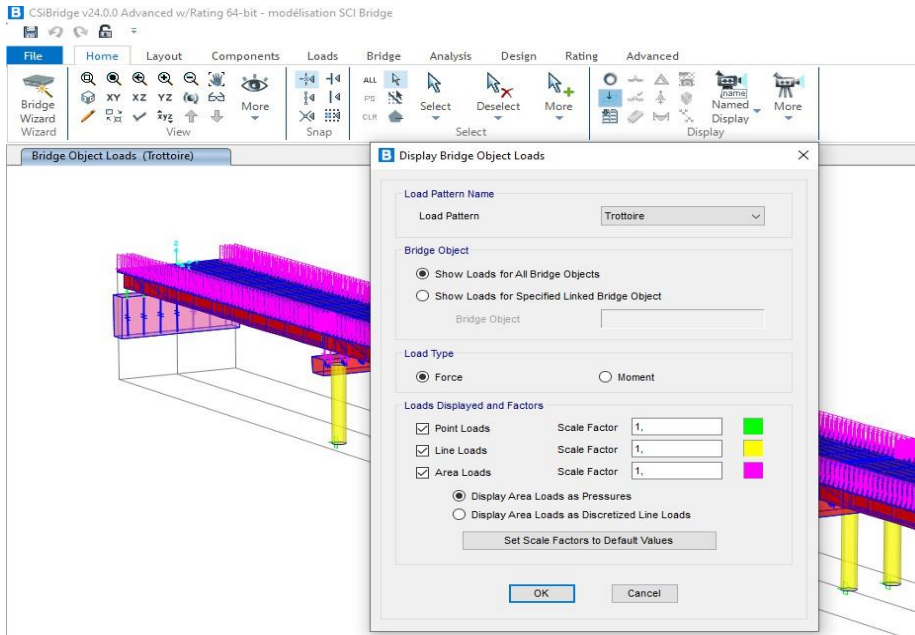 B CSiBridge v24.0.0 Advanced w/Rating 64-bit - modélisation SCI Bridge
File Home Layout Components Loads Bridge Analysis Design Rating Advanced
XY XZ YZ ALL name
PS
Bridge Wizard More xyz CLR Select Deselect More Named Display More
Wizard View Snap Select Display
Bridge Object Loads (Trottoire)
B Display Bridge Object Loads
Load Pattern Name
Load Pattern Trottoire
Bridge Object
Show Loads for All Bridge Objects
Show Loads for Specified Linked Bridge Object
Bridge Object
Load Type
Force Moment
Loads Displayed and Factors
Point Loads Scale Factor 1,
Line Loads Scale Factor 1,
Area Loads Scale Factor 1,
Display Area Loads as Pressures
Display Area Loads as Discretized Line Loads
Set Scale Factors to Default Values
OK Cancel
Z